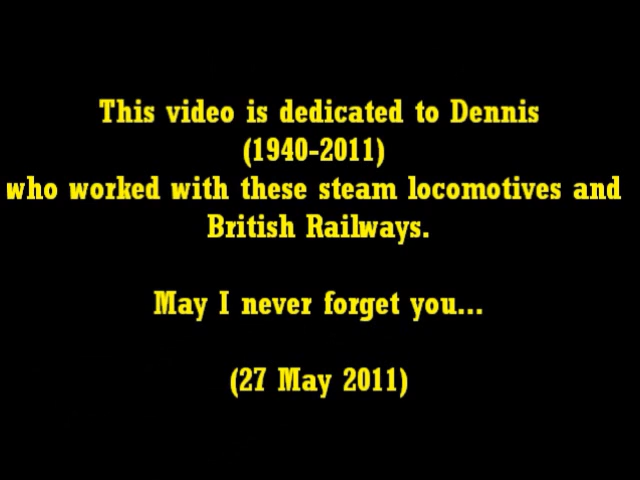 This video is dedicated to Dennis
(1940-2011)
who worked with these steam locomotives and
British Railways.
May I never forget you...
(27 May 2011)